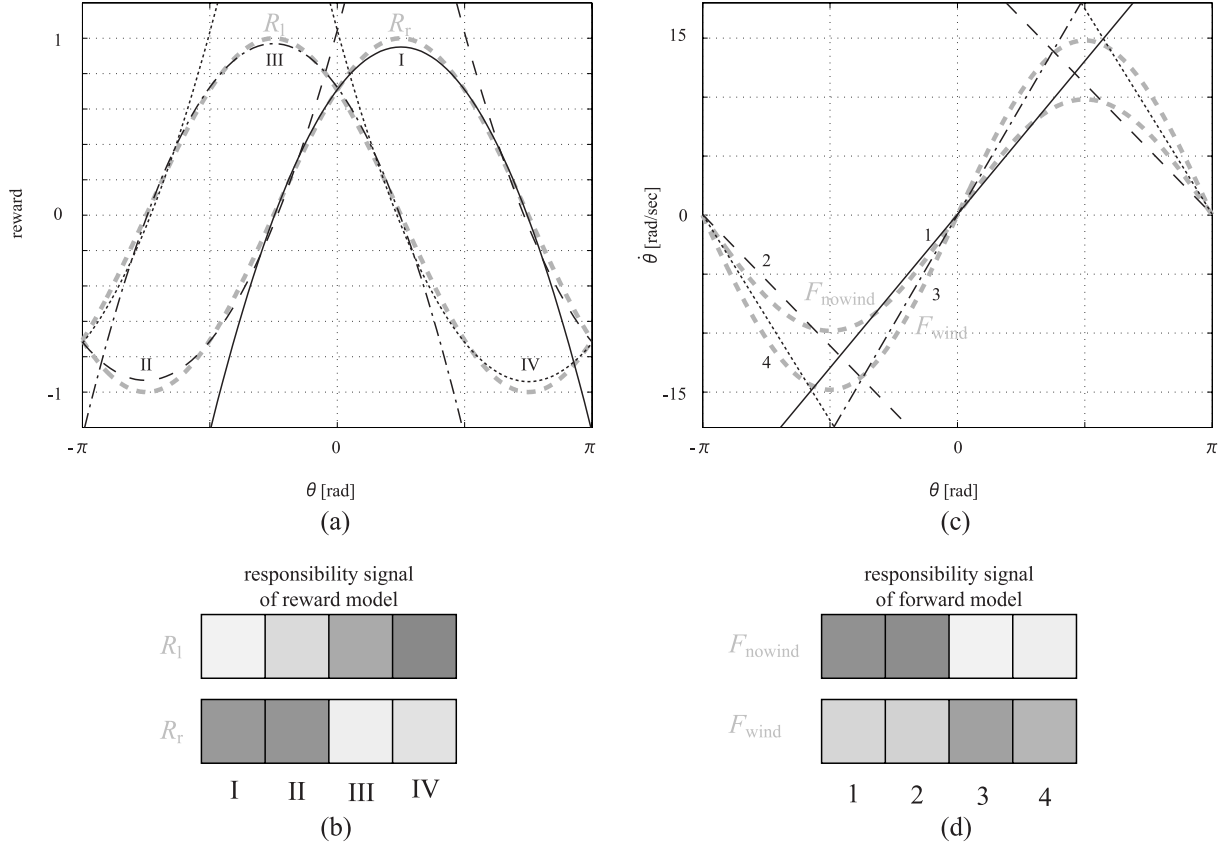 R_l
R_r
III
I
1
0
-1
reward
II
IV
-π
0
π
θ [rad]
(a)
15
0
-15
θ̇ [rad/sec]
1
2
3
4
F_nowind
F_wind
-π
0
π
θ [rad]
(c)
responsibility signal
of reward model
R_l
R_r
I II III IV
(b)
responsibility signal
of forward model
F_nowind
F_wind
1 2 3 4
(d)